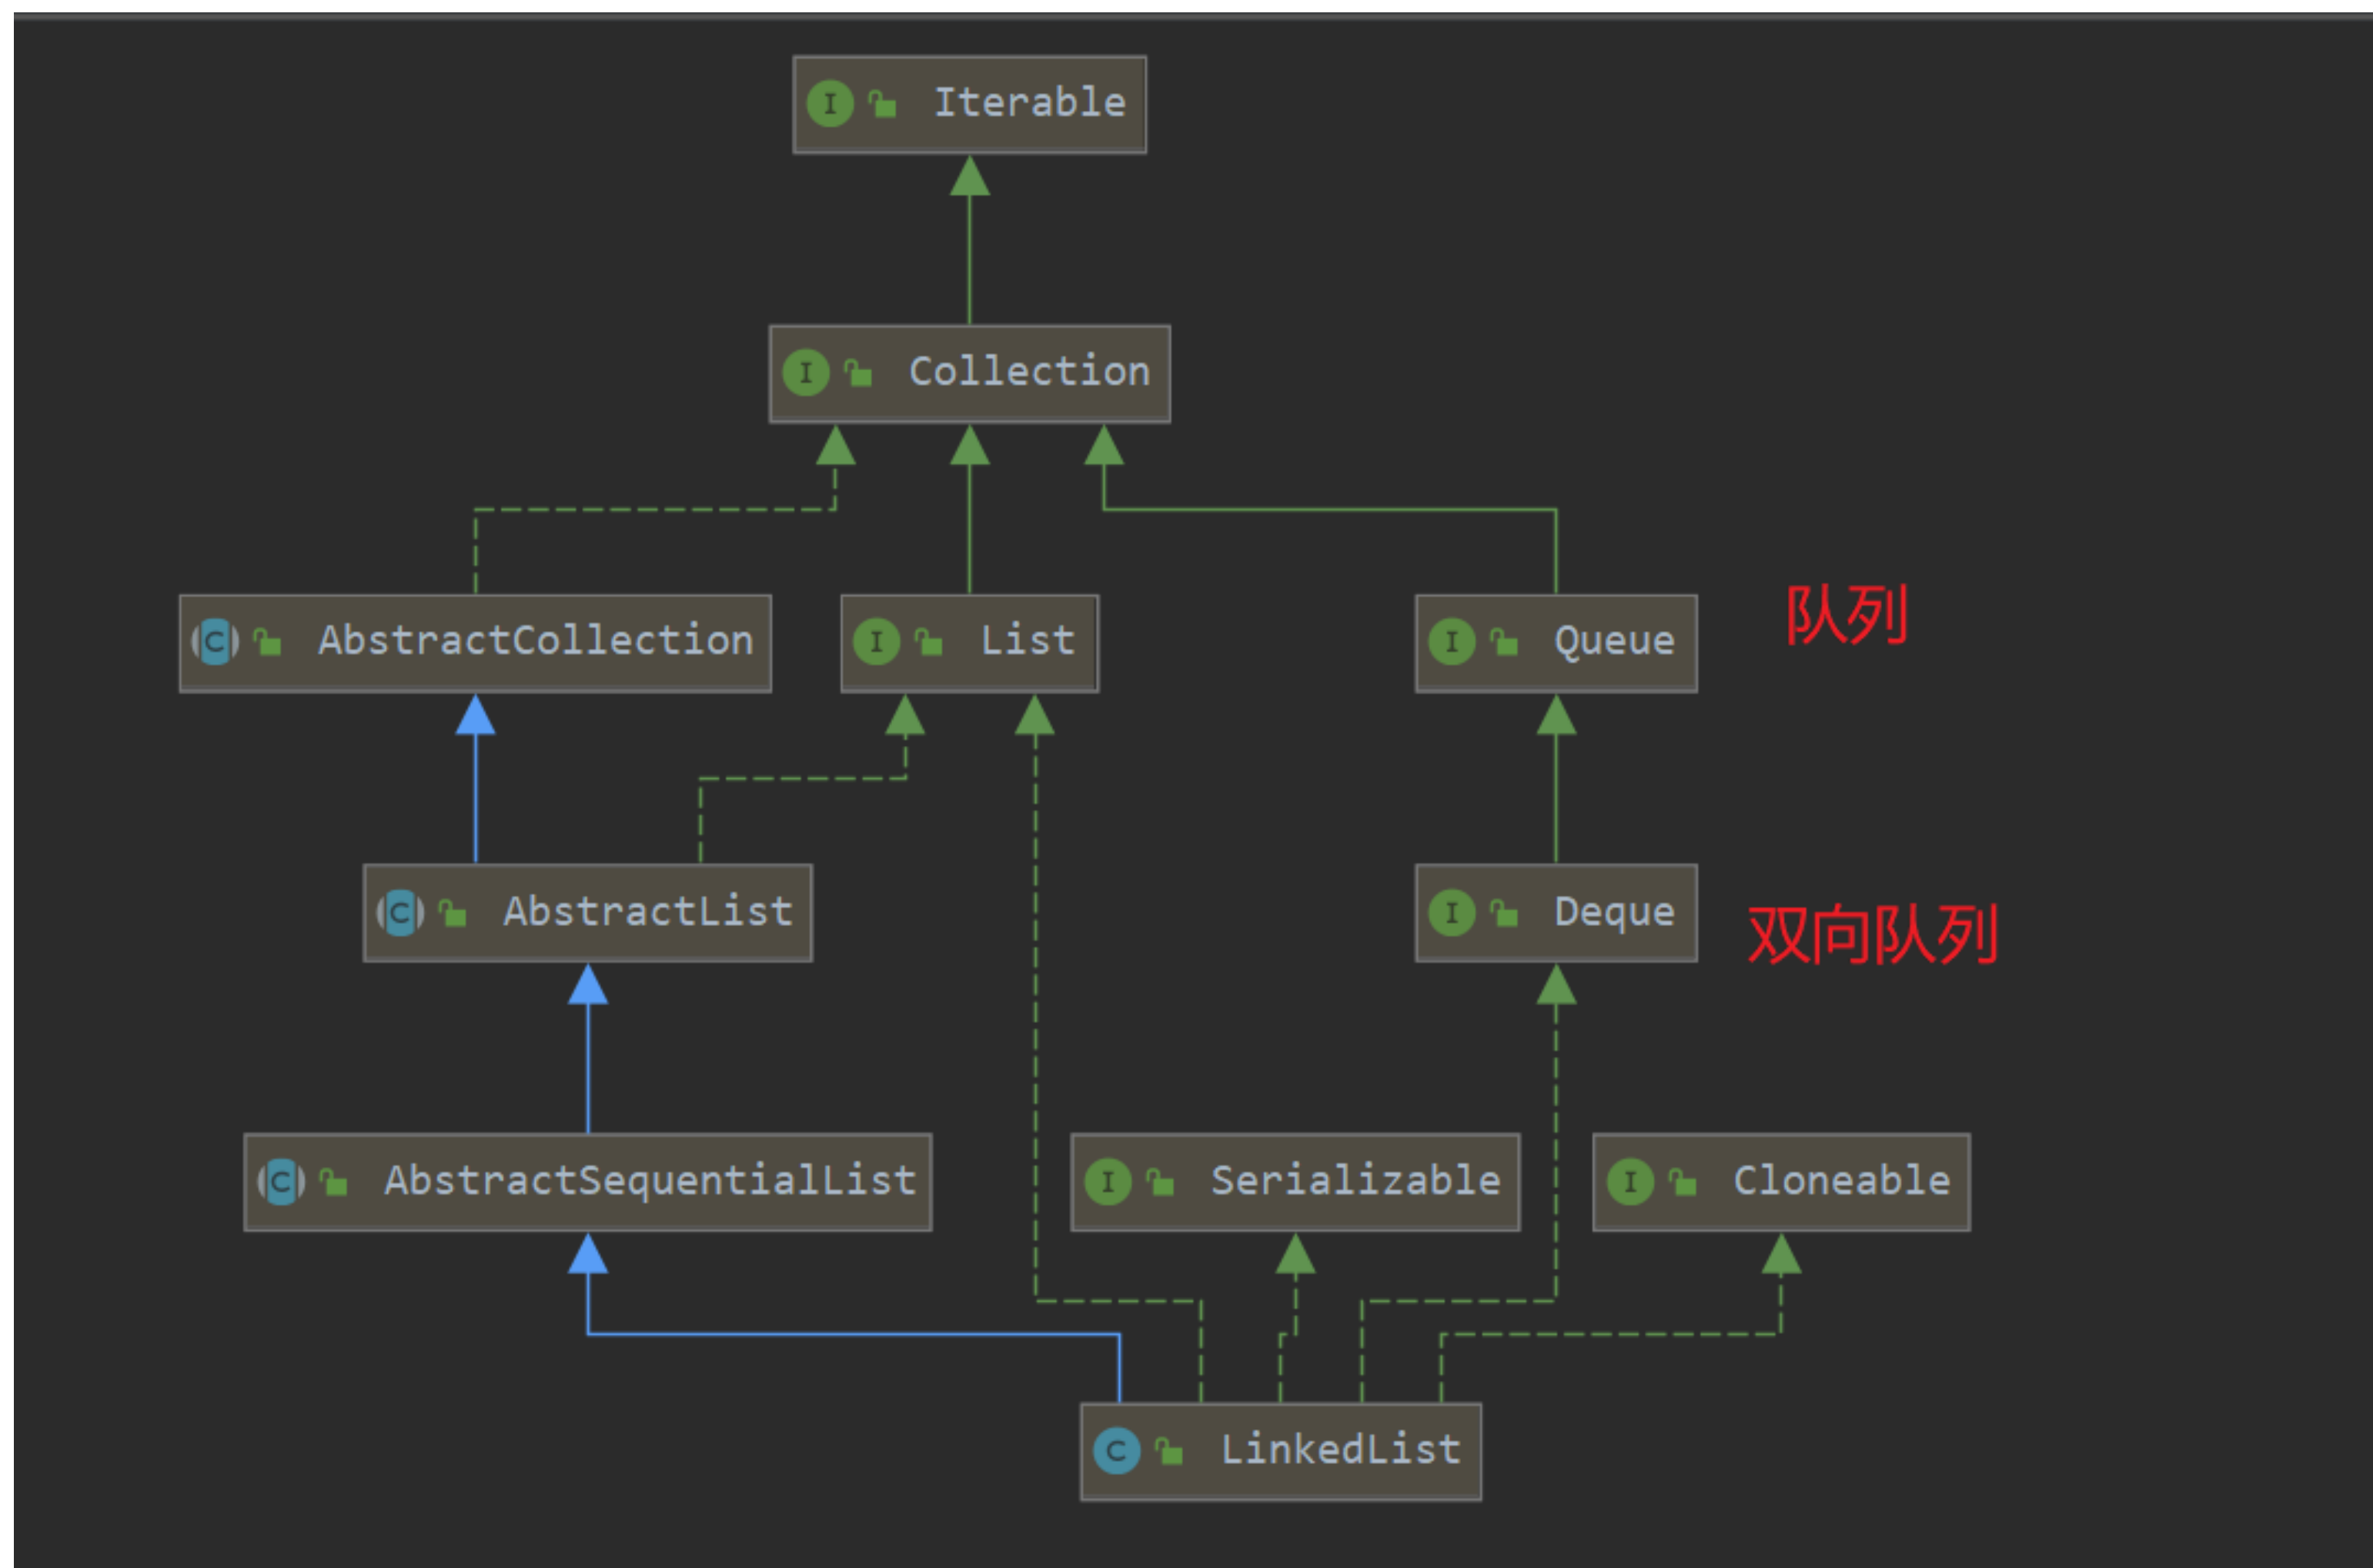 Iterable
Collection
AbstractCollection
List
Queue
队列
AbstractList
Deque
双向队列
AbstractSequentialList
Serializable
Cloneable
LinkedList